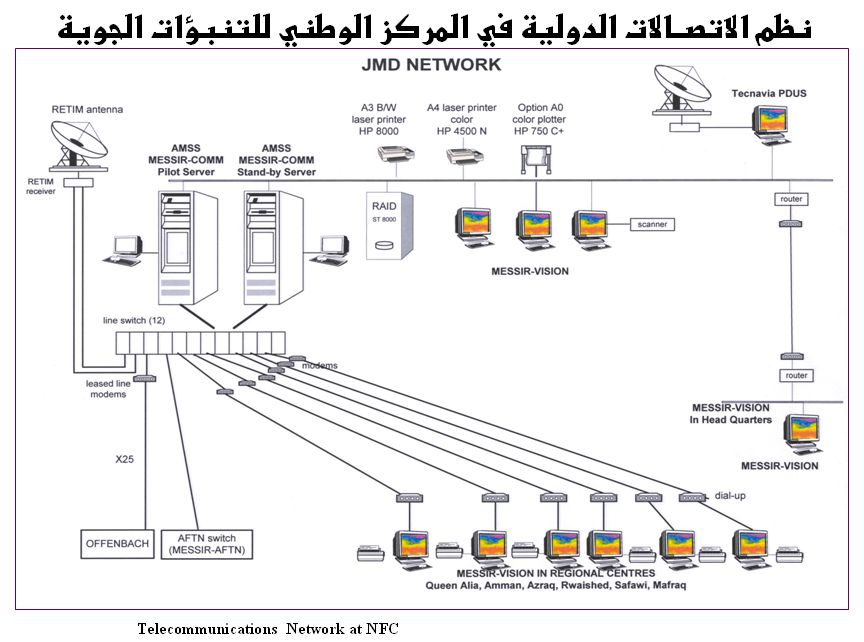 نظم الاتصالات الدولية في المركز الوطني للتنبؤات الجوية
JMD NETWORK
RETIM antenna
RETIM
receiver
AMSS
MESSIR-COMM
Pilot Server
AMSS
MESSIR-COMM
Stand-by Server
A3 B/W
laser printer
HP 8000
A4 laser printer
color
HP 4500 N
Option A0
color plotter
HP 750 C+
Tecnavia PDUS
RAID
ST 8000
scanner
router
MESSIR-VISION
line switch (12)
modems
leased line
modems
router
MESSIR-VISION
In Head Quarters
MESSIR-VISION
X25
dial-up
OFFENBACH
AFTN switch
(MESSIR-AFTN)
MESSIR-VISION IN REGIONAL CENTRES
Queen Alia, Amman, Azraq, Rwaished, Safawi, Mafraq
Telecommunications Network at NFC